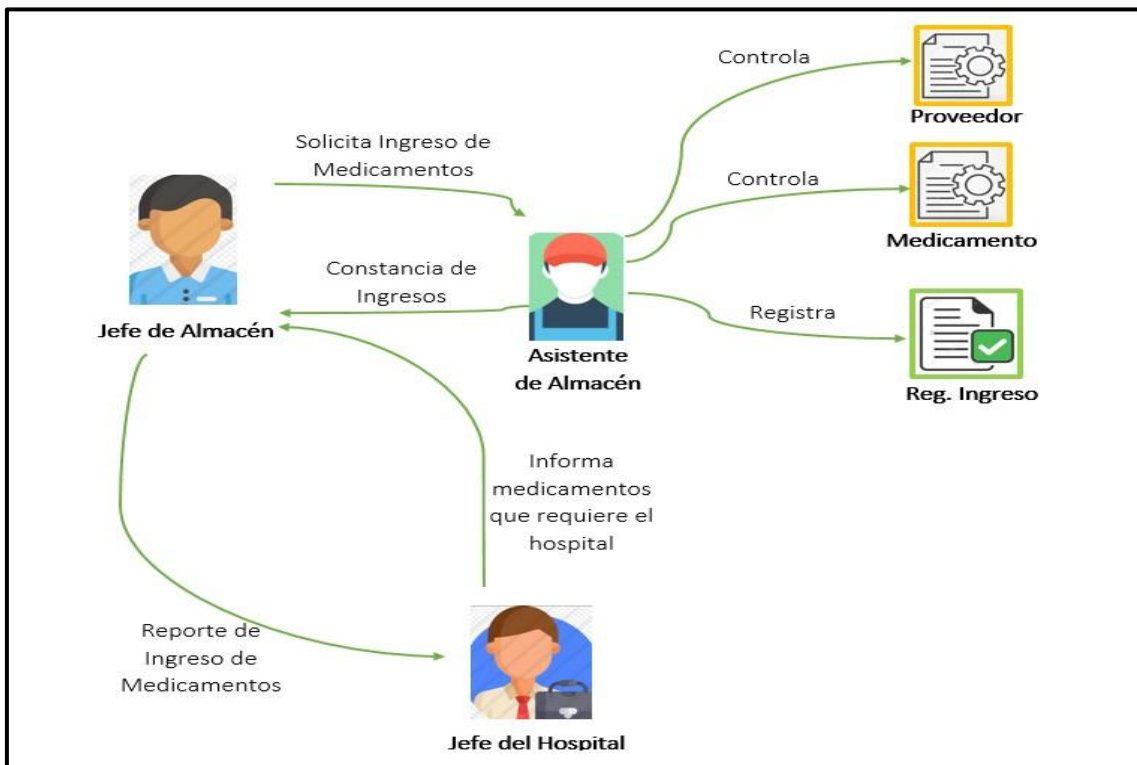 Controla
Proveedor
Solicita Ingreso de
Medicamentos
Controla
Medicamento
Jefe de Almacén
Constancia de
Ingresos
Asistente
de Almacén
Registra
Reg. Ingreso
Informa
medicamentos
que requiere el
hospital
Reporte de
Ingreso de
Medicamentos
Jefe del Hospital